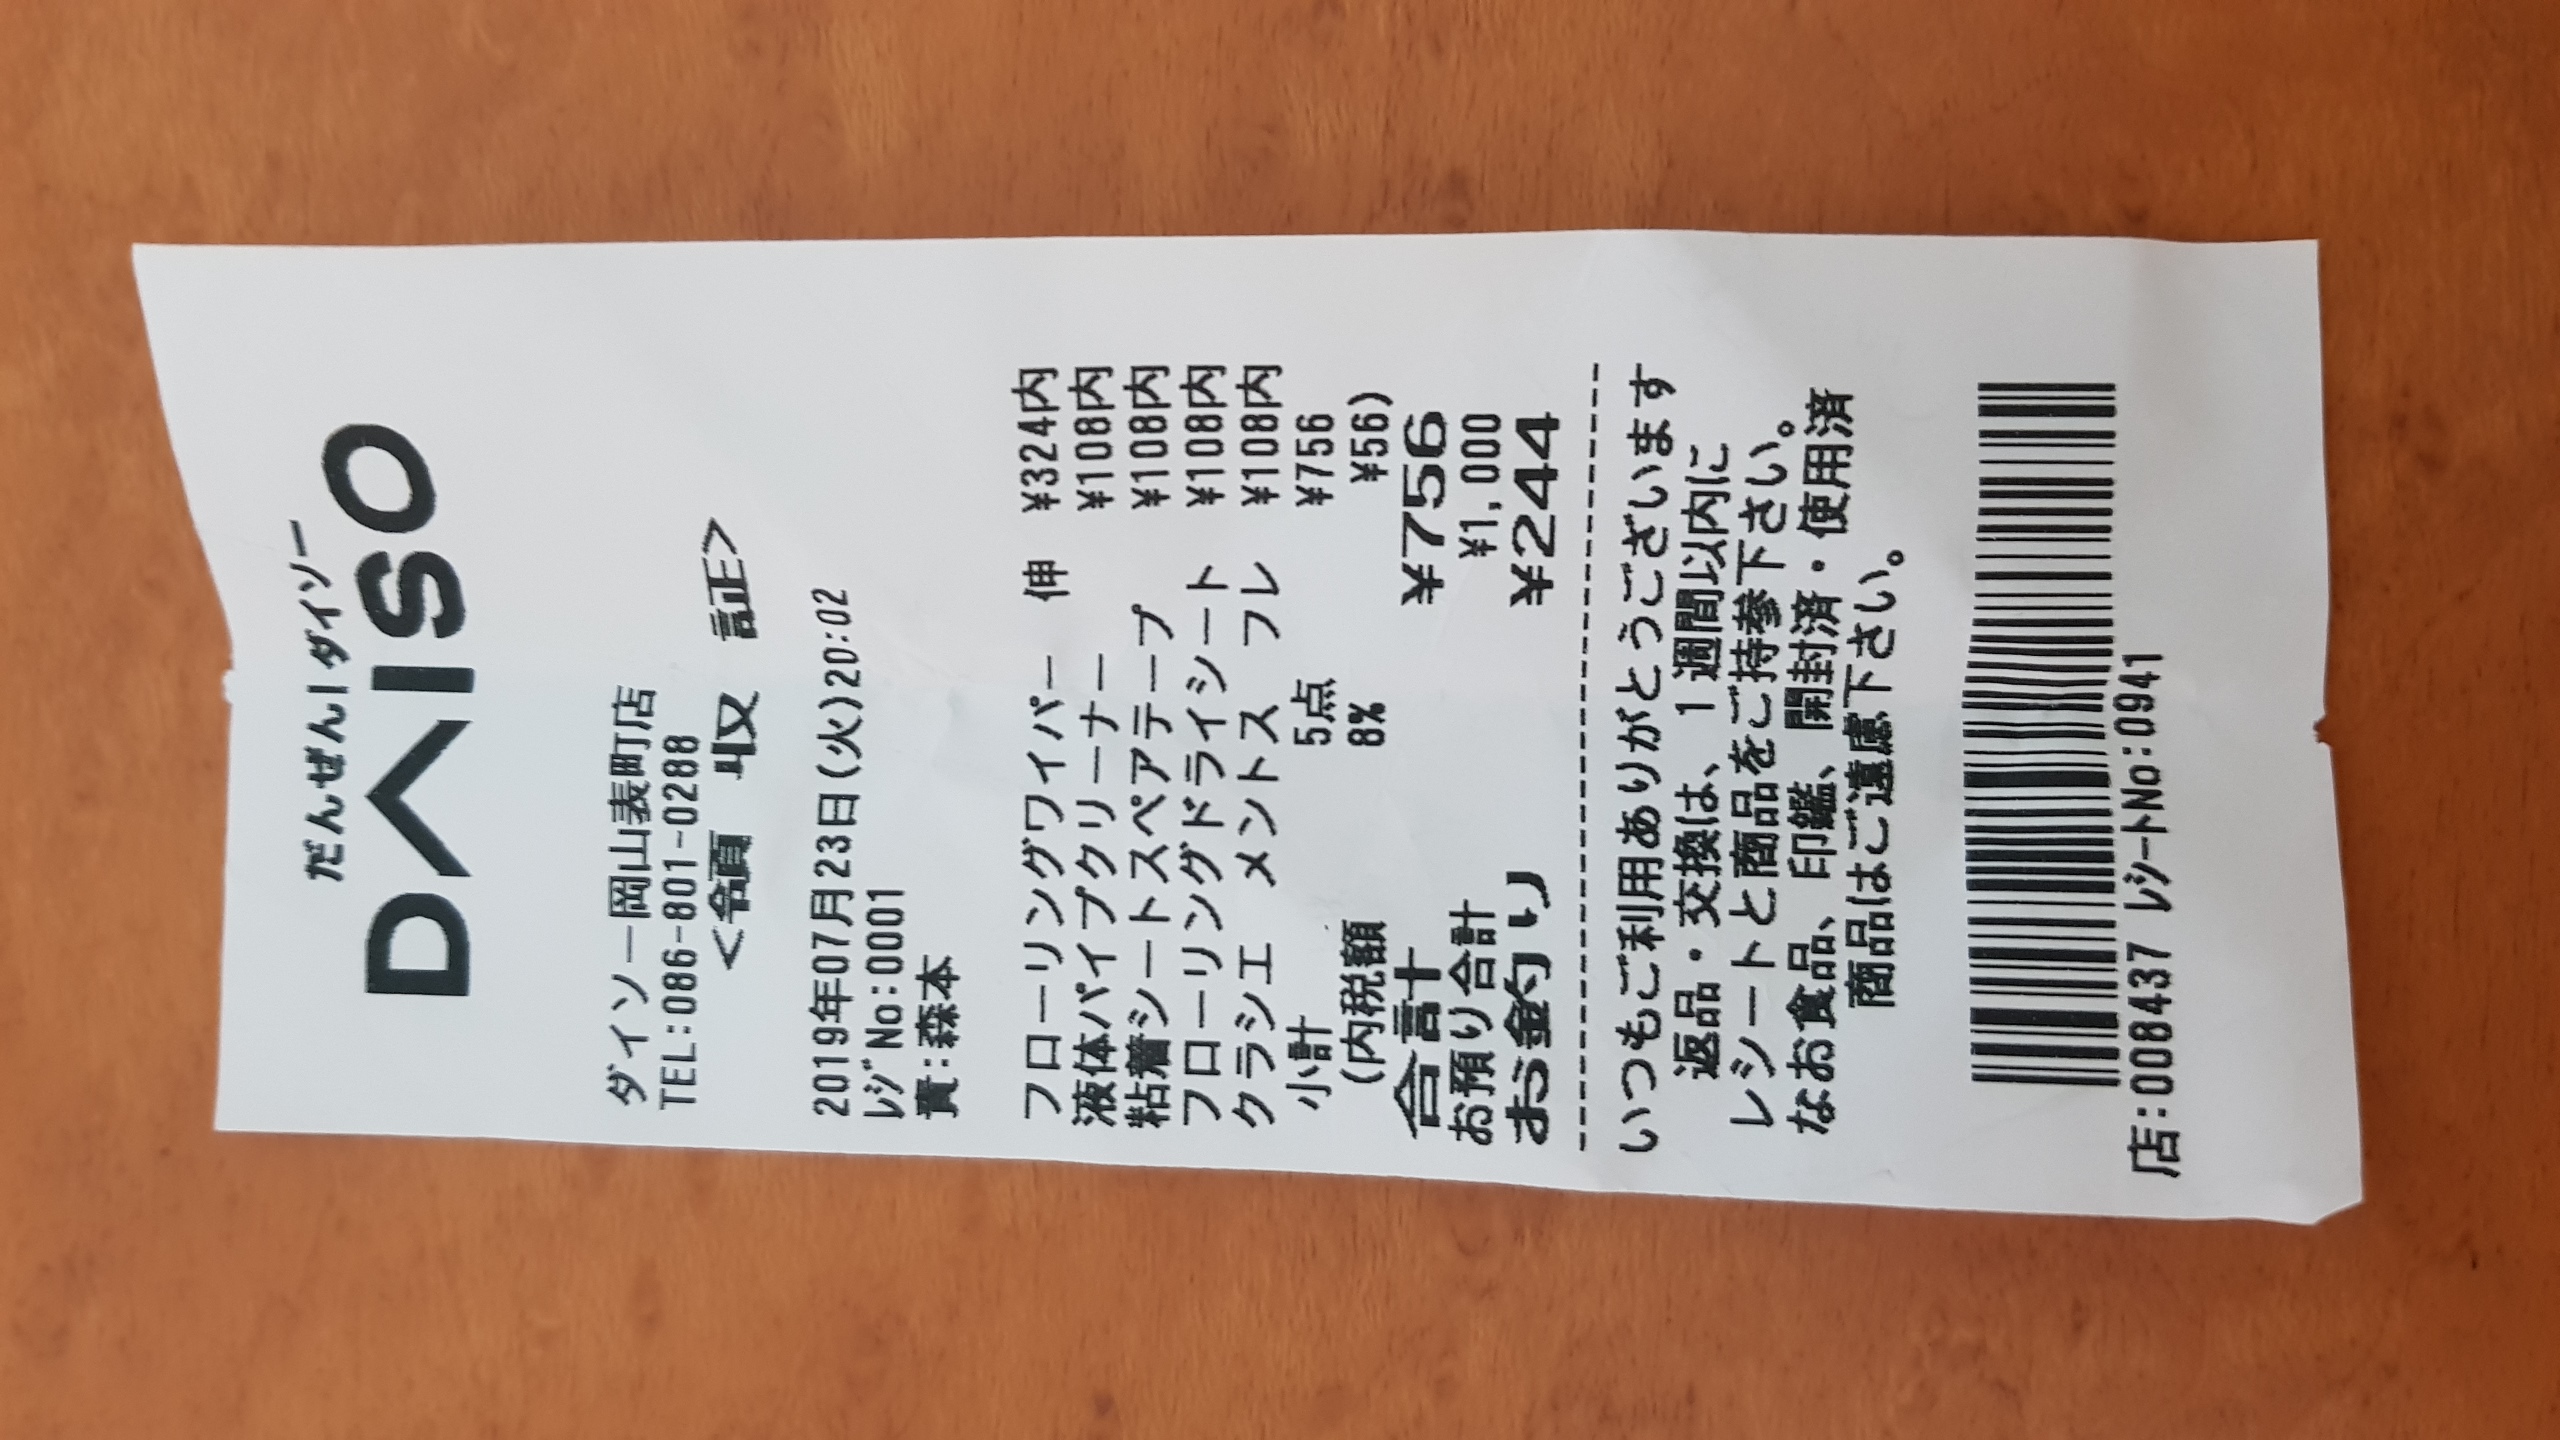 だんぜん！ダイソー
DAISO
ダイソー岡山表町店
TEL:086-801-0288
<領 収 証>
2019年07月23日(火)20:02
ﾚｼﾞNo:0001
責:森本
フローリングワイパー 伸 ¥324内
液体パイプクリーナー ¥108内
粘着シートスペアテープ ¥108内
フローリングドライシート ¥108内
クラシエ メントス フレ ¥108内
小計 5点 ¥756
(内税額 8% ¥56)
合計 ¥756
お預り合計 ¥1,000
お釣り ¥244
いつもご利用ありがとうございます
返品・交換は、１週間以内に
レシートと商品をご持参下さい。
なお食品、印鑑、開封済・使用済
商品はご遠慮下さい。
店:008437 ﾚｼｰﾄNo:0941